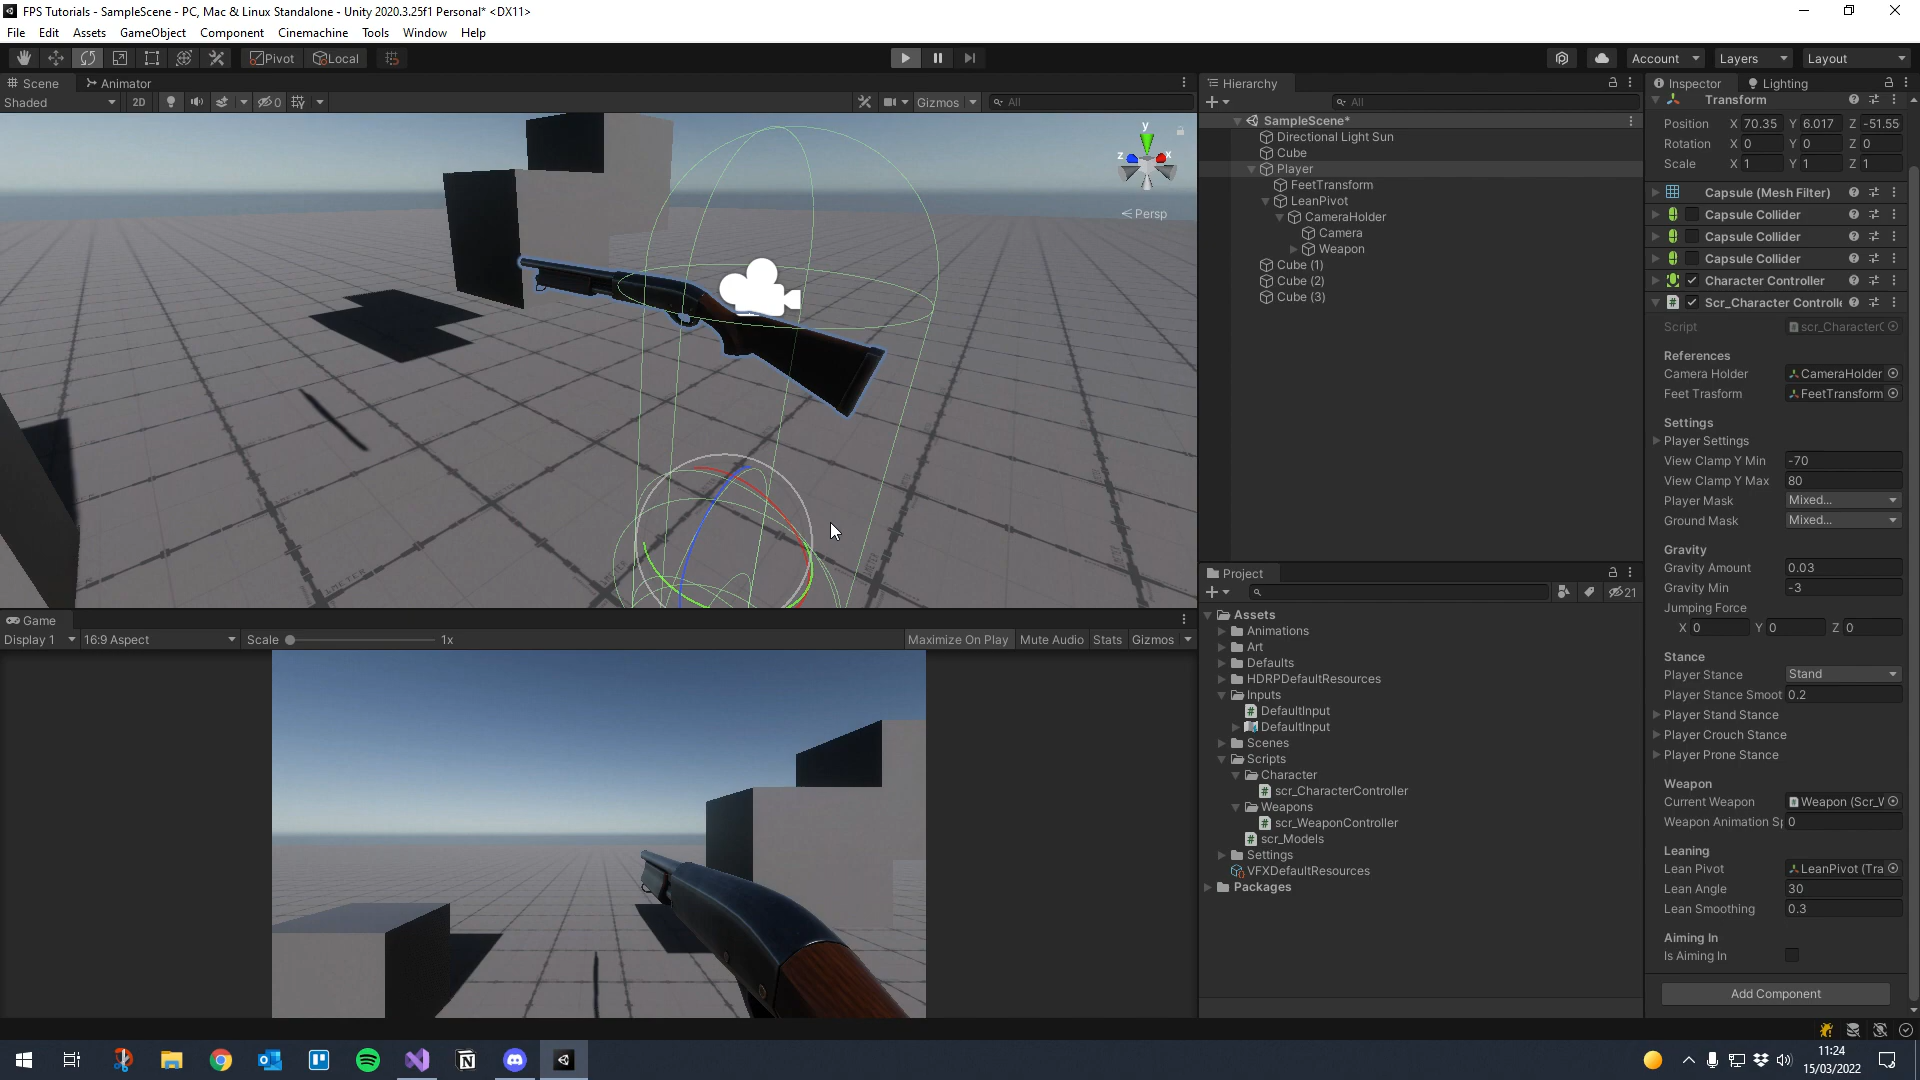 FPS Tutorials - SampleScene - PC, Mac & Linux Standalone - Unity 2020.3.25f1 Personal* <DX11>
File Edit Assets GameObject Component Cinemachine Tools Window Help
Pivot Local Account Layers Layout
Scene Animator
Shaded 2D 0 Gizmos All
y
z x
Persp
Game
Display 1 16:9 Aspect Scale 1x Maximize On Play Mute Audio Stats Gizmos
Hierarchy
All
SampleScene*
Directional Light Sun
Cube
Player
FeetTransform
LeanPivot
CameraHolder
Camera
Weapon
Cube (1)
Cube (2)
Cube (3)
Project
21
Assets
Animations
Art
Defaults
HDRPDefaultResources
Inputs
DefaultInput
DefaultInput
Scenes
Scripts
Character
scr_CharacterController
Weapons
scr_WeaponController
scr_Models
Settings
VFXDefaultResources
Packages
Inspector Lighting
Transform
Position X 70.35 Y 6.017 Z -51.55
Rotation X 0 Y 0 Z 0
Scale X 1 Y 1 Z 1
Capsule (Mesh Filter)
Capsule Collider
Capsule Collider
Capsule Collider
Character Controller
Scr_Character Controlle
Script scr_CharacterC
References
Camera Holder CameraHolder
Feet Trasform FeetTransform
Settings
Player Settings
View Clamp Y Min -70
View Clamp Y Max 80
Player Mask Mixed...
Ground Mask Mixed...
Gravity
Gravity Amount 0.03
Gravity Min -3
Jumping Force
X 0 Y 0 Z 0
Stance
Player Stance Stand
Player Stance Smoot 0.2
Player Stand Stance
Player Crouch Stance
Player Prone Stance
Weapon
Current Weapon Weapon (Scr_W
Weapon Animation Sp 0
Leaning
Lean Pivot LeanPivot (Tra
Lean Angle 30
Lean Smoothing 0.3
Aiming In
Is Aiming In
Add Component
11:24
15/03/2022